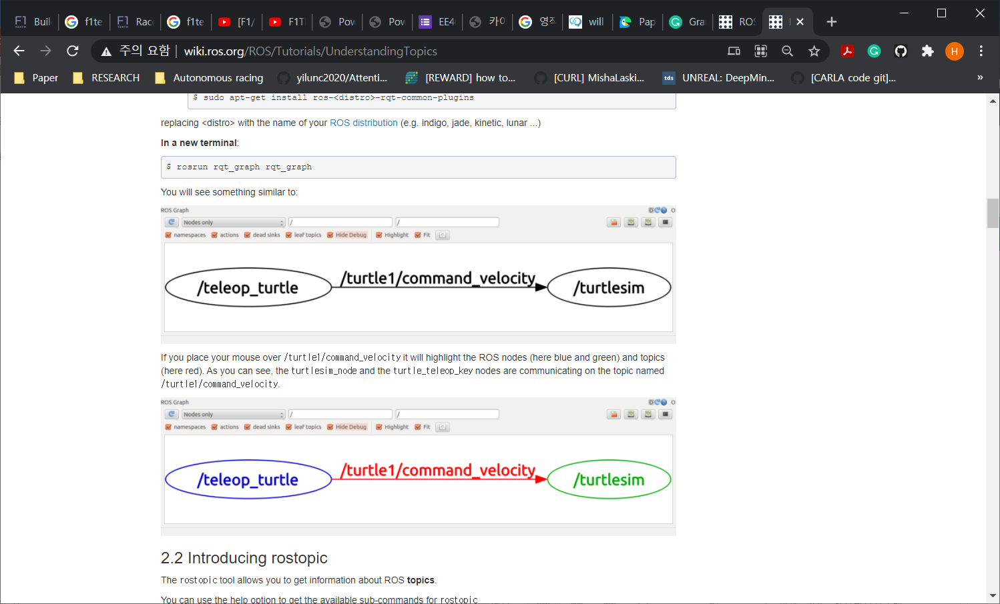 Buil
f1te
Rac
f1te
[F1/
F1T
Pow
Pow
EE4
카이
영적
will
Pap
Gra
ROS
주의 요함 | wiki.ros.org/ROS/Tutorials/UnderstandingTopics
H
Paper RESEARCH Autonomous racing yilunc2020/Attenti... [REWARD] how to... [CURL] MishaLaski... tds UNREAL: DeepMin... [CARLA code git]... »
$ sudo apt-get install ros-<distro>-rqt-common-plugins
replacing <distro> with the name of your ROS distribution (e.g. indigo, jade, kinetic, lunar ...)
In a new terminal:
$ rosrun rqt_graph rqt_graph
You will see something similar to:
ROS Graph
Nodes only / /
namespaces actions dead sinks leaf topics Hide Debug Highlight Fit
/teleop_turtle /turtle1/command_velocity /turtlesim
If you place your mouse over /turtle1/command_velocity it will highlight the ROS nodes (here blue and green) and topics
(here red). As you can see, the turtlesim_node and the turtle_teleop_key nodes are communicating on the topic named
/turtle1/command_velocity.
ROS Graph
Nodes only / /
namespaces actions dead sinks leaf topics Hide Debug Highlight Fit
/teleop_turtle /turtle1/command_velocity /turtlesim
2.2 Introducing rostopic
The rostopic tool allows you to get information about ROS topics.
You can use the help option to get the available sub-commands for rostopic